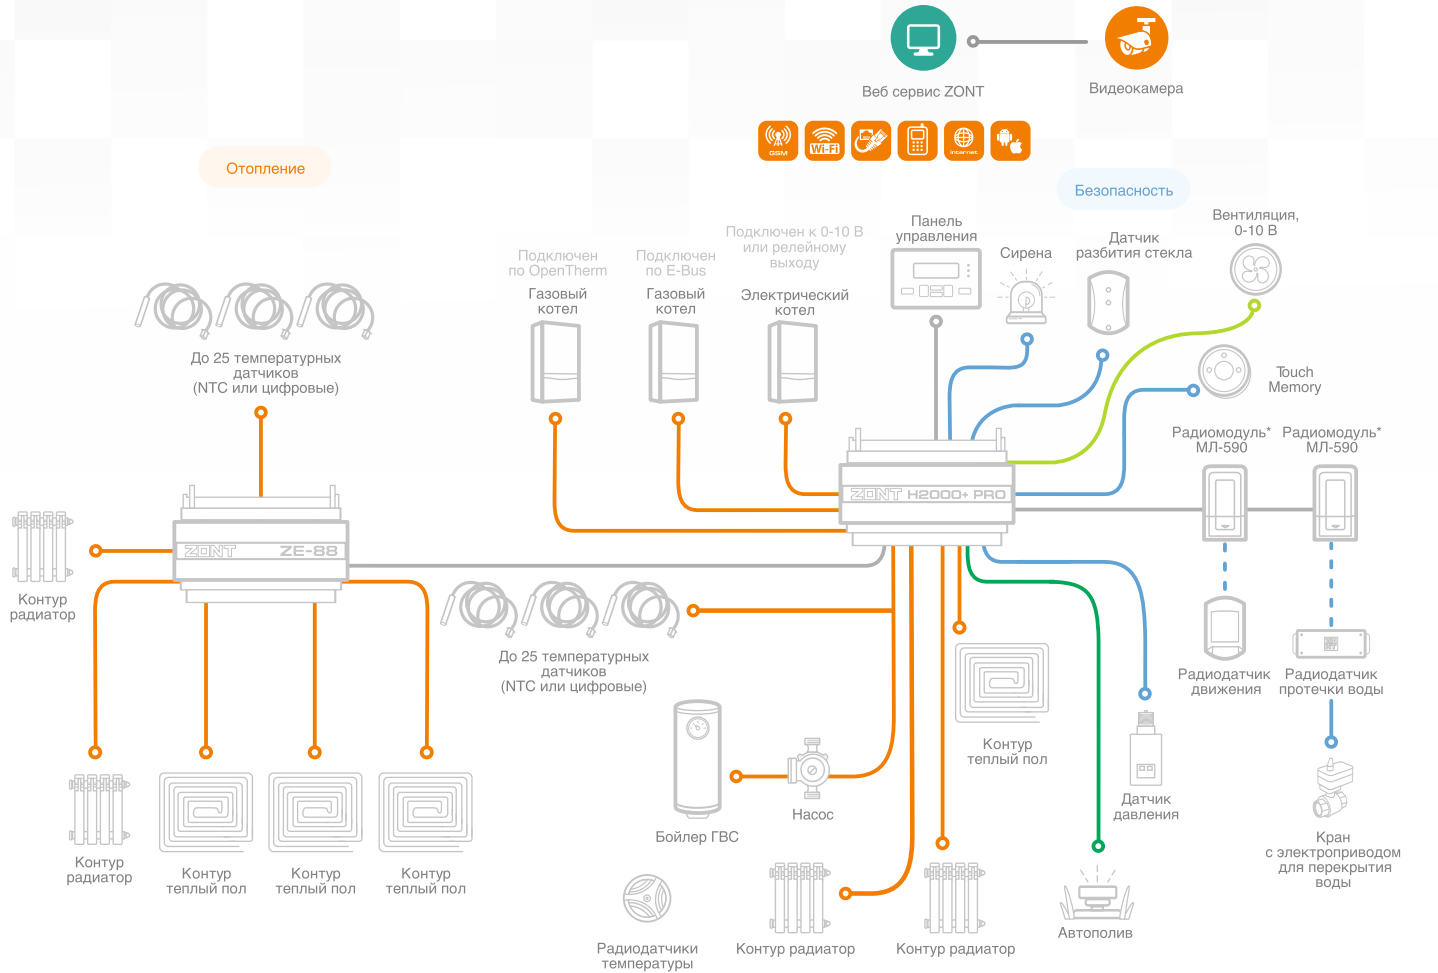 Веб сервис ZONT
Видеокамера
GSM
Wi-Fi
internet
Отопление
Безопасность
Подключен
по OpenTherm
Газовый
котел
Подключен
по E-Bus
Газовый
котел
Подключен к 0-10 В
или релейному
выходу
Электрический
котел
Панель
управления
Сирена
Датчик
разбития стекла
Вентиляция,
0-10 В
Touch
Memory
До 25 температурных
датчиков
(NTC или цифровые)
Радиомодуль*
МЛ-590
Радиомодуль*
МЛ-590
ZONT H2000+ PRO
ZONT ZE-88
Контур
радиатор
До 25 температурных
датчиков
(NTC или цифровые)
Радиодатчик
движения
Радиодатчик
протечки воды
Контур
теплый пол
Бойлер ГВС
Насос
Датчик
давления
Кран
с электроприводом
для перекрытия
воды
Контур
радиатор
Контур
теплый пол
Контур
теплый пол
Контур
теплый пол
Радиодатчики
температуры
Контур радиатор
Контур радиатор
Автополив